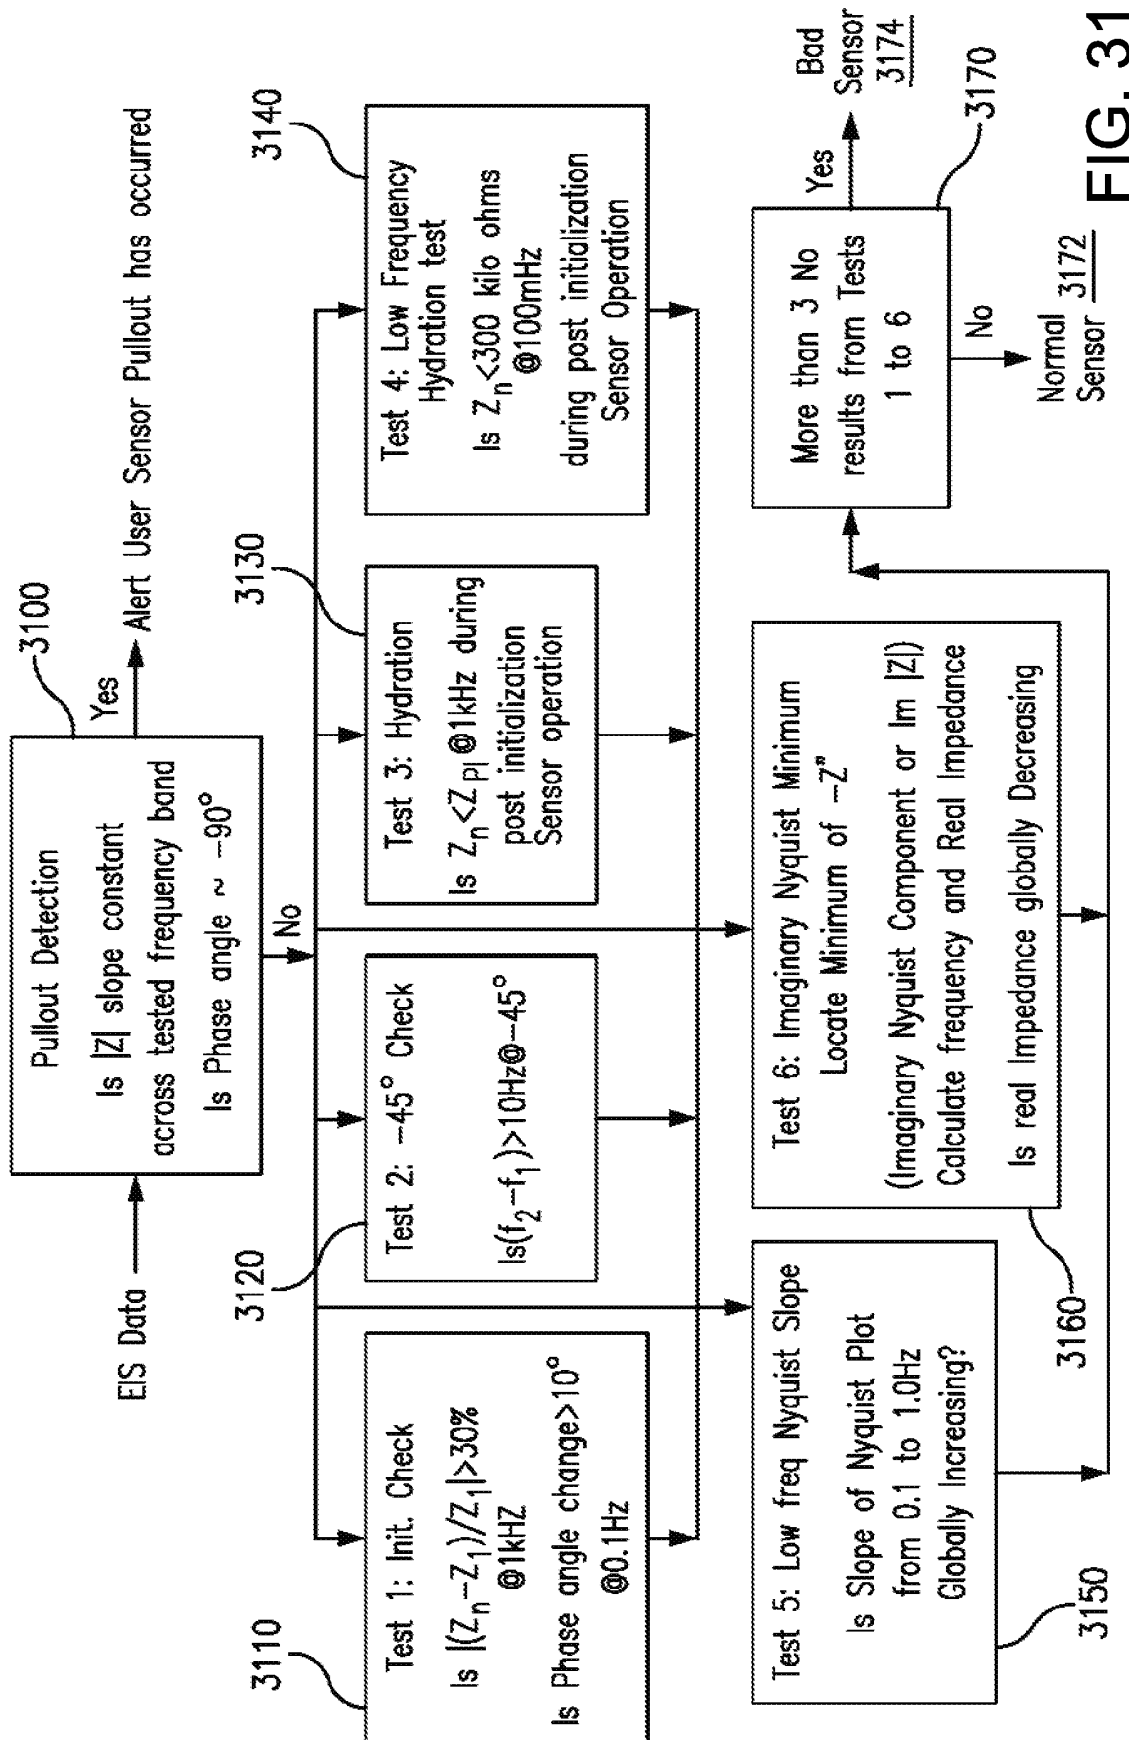 EIS Data
Pullout Detection
Is |Z| slope constant
across tested frequency band
Is Phase angle ~ −90°
3100
Yes
Alert User Sensor Pullout has occurred
No
3110
Test 1: Init. Check
Is |(Zn−Z1)/Z1|>30%
@1kHZ
Is Phase angle change>10°
@0.1Hz
3120
Test 2: −45° Check
Is(f2−f1)>10Hz@−45°
3130
Test 3: Hydration
Is Zn<ZPI@1kHz during
post initialization
Sensor operation
3140
Test 4: Low Frequency
Hydration test
Is Zn<300 kilo ohms
@100mHz
during post initialization
Sensor Operation
Test 5: Low freq Nyquist Slope
Is Slope of Nyquist Plot
from 0.1 to 1.0Hz
Globally Increasing?
3150
Test 6: Imaginary Nyquist Minimum
Locate Minimum of −Z"
(Imaginary Nyquist Component or Im |Z|)
Calculate frequency and Real Impedance
Is real Impedance globally Decreasing
3160
More than 3 No
results from Tests
1 to 6
3170
Yes
Bad
Sensor
3174
No
Normal
Sensor 3172
FIG. 31